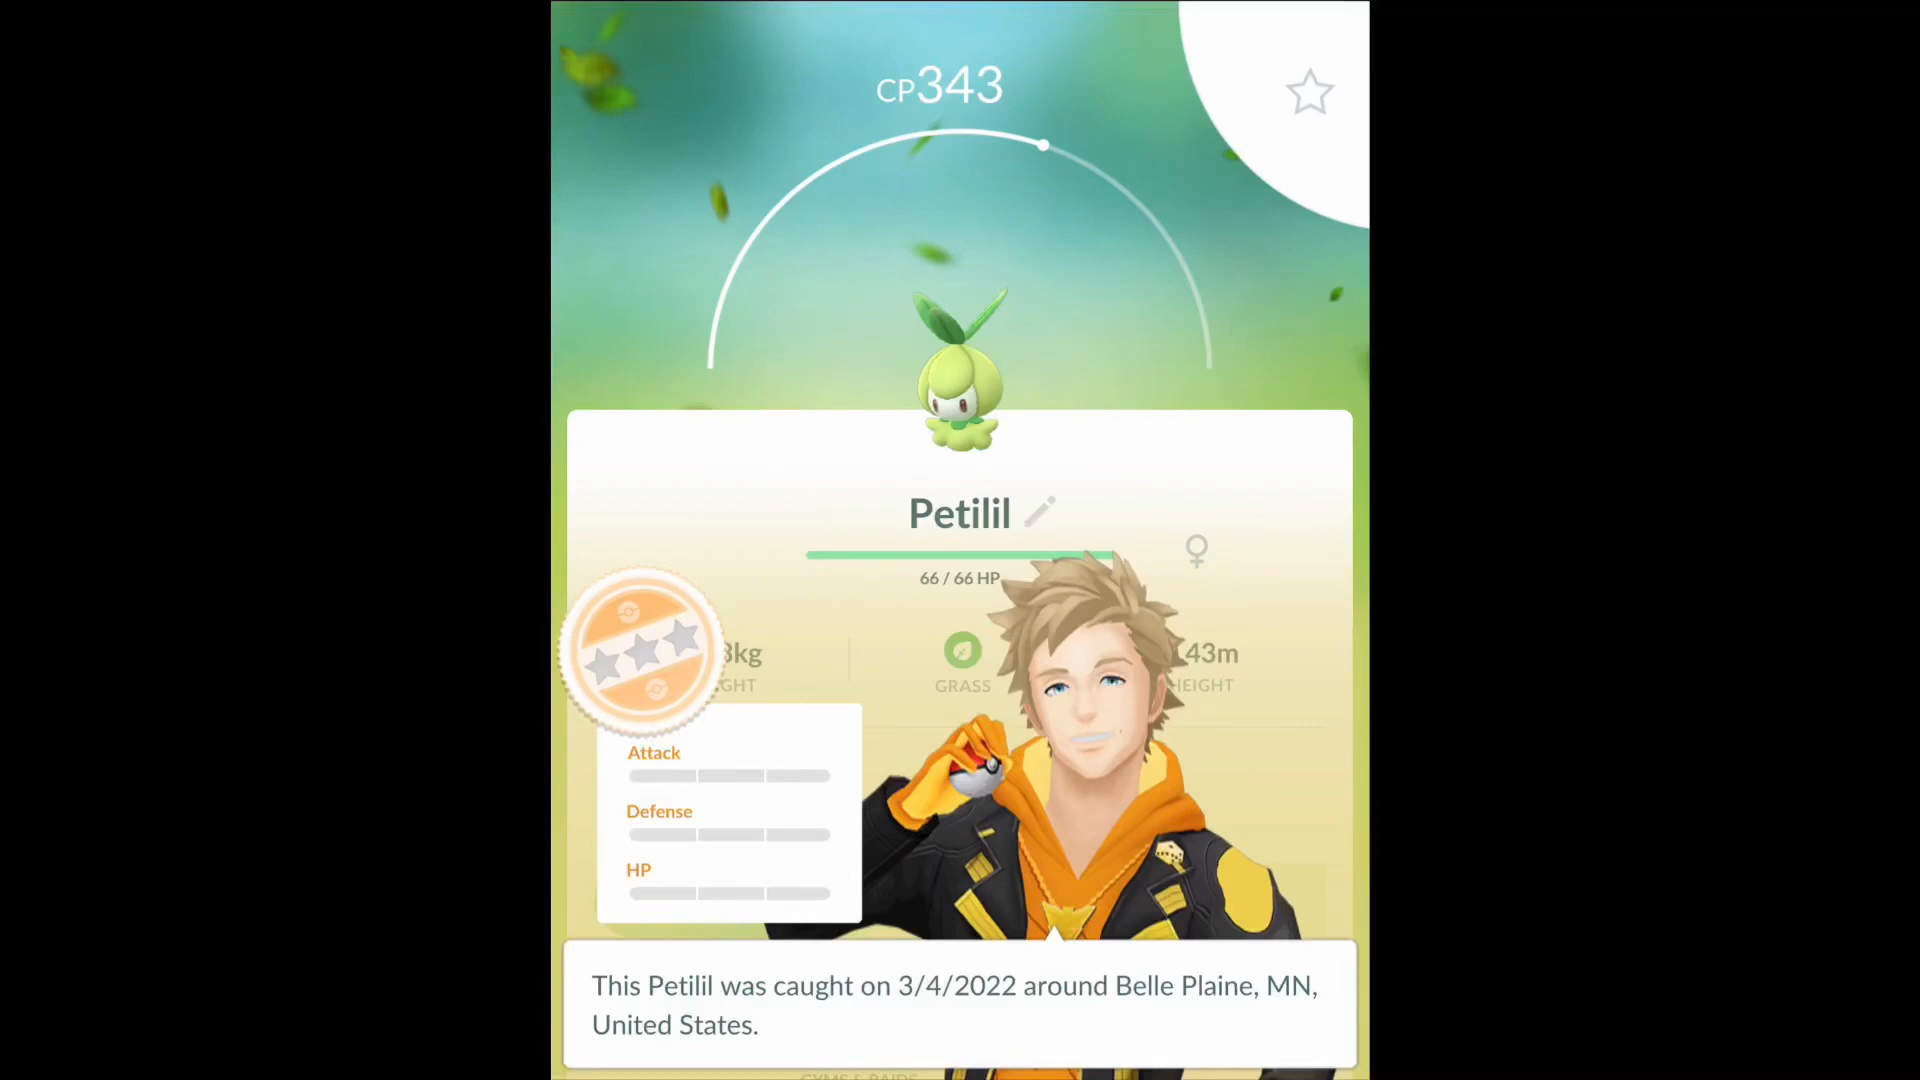 CP343
Petilil
66 / 66 HP
GRASS
43m
Attack
Defense
HP
This Petilil was caught on 3/4/2022 around Belle Plaine, MN,
United States.